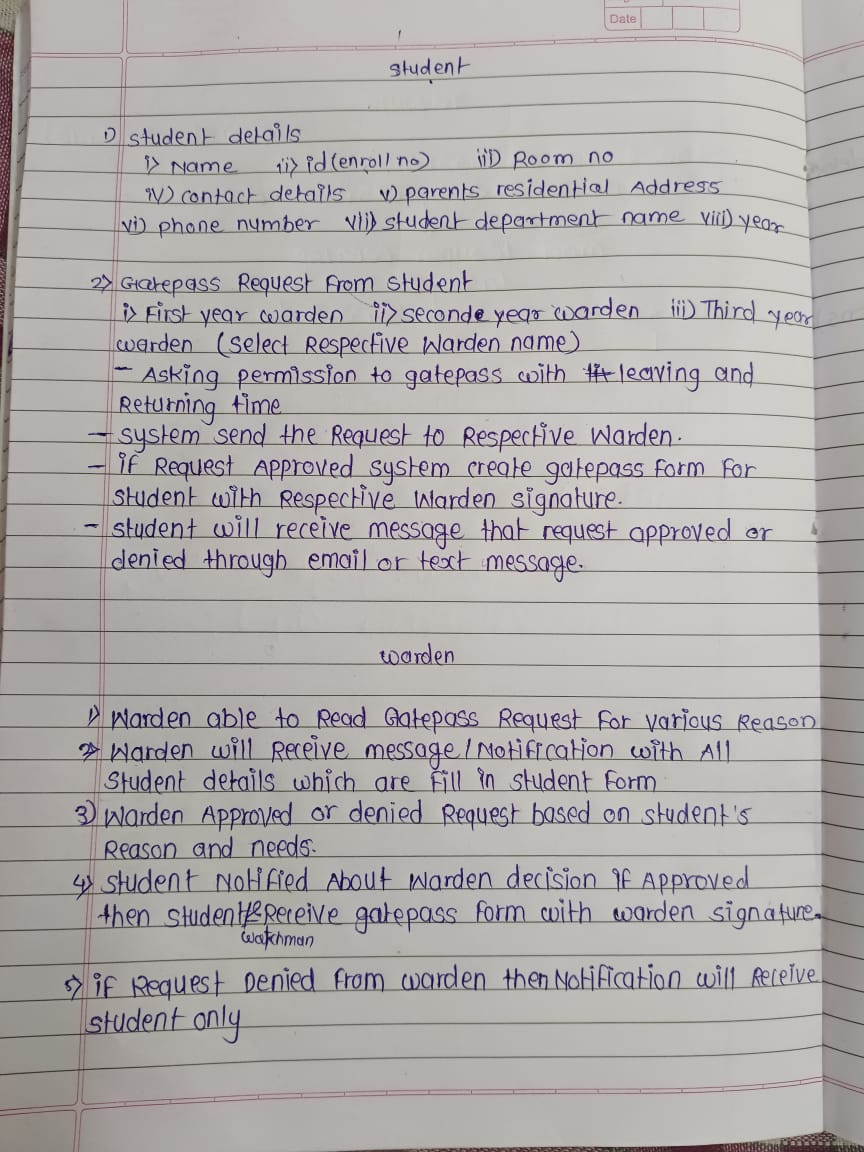 Date
student
1) student details
i) Name ii) id(enroll no) iii) Room no
iv) contact details v) parents residential Address
vi) phone number vii) student department name viii) year
2) Gatepass Request From student
i) First year warden ii) seconde year warden iii) Third year
warden (select Respective Warden name)
- Asking permission to gatepass with leaving and
Returning time
- system send the Request to Respective Warden.
- if Request Approved system create gatepass form for
student with Respective Warden signature.
- student will receive message that request approved or
denied through email or text message.
warden
1) Warden able to Read Gatepass Request For various Reason
2) Warden will Receive message/Notification with All
Student details which are fill in student Form
3) Warden Approved or denied Request based on student's
Reason and needs.
4) Student Notified About Warden decision if Approved
then student & Receive gatepass form with warden signature.
watchman
5) if Request Denied from warden then Notification will Receive
student only